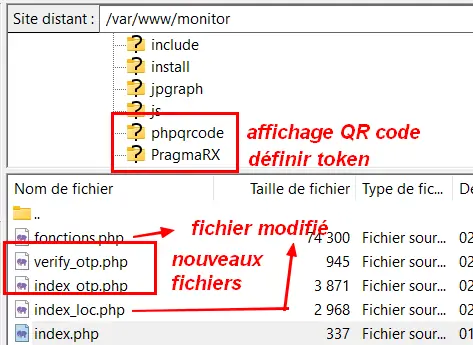 Site distant : /var/www/monitor
include
install
jpgraph
js
phpqrcode affichage QR code
PragmaRX définir token
Nom de fichier Taille de fichier Type de fic...
..
fonctions.php fichier modifié 74 300 Fichier sour... 02
verify_otp.php nouveaux 945 Fichier sour... 02
index_otp.php fichiers 3 871 Fichier sour... 02
index_loc.php 2 968 Fichier sour... 02
index.php 337 Fichier sour... 01